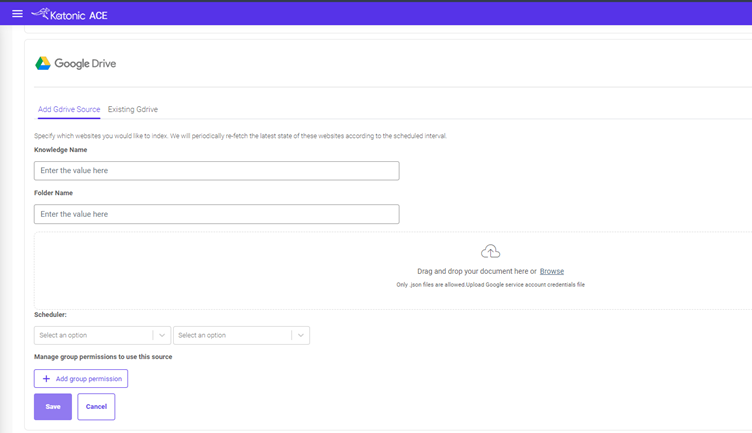 Katonic ACE
Google Drive
Add Gdrive Source Existing Gdrive
Specify which websites you would like to index. We will periodically re-fetch the latest state of these websites according to the scheduled interval.
Knowledge Name
Enter the value here
Folder Name
Enter the value here
Drag and drop your document here or Browse
Only .json files are allowed.Upload Google service account credentials file
Scheduler:
Select an option Select an option
Manage group permissions to use this source
+ Add group permission
Save Cancel